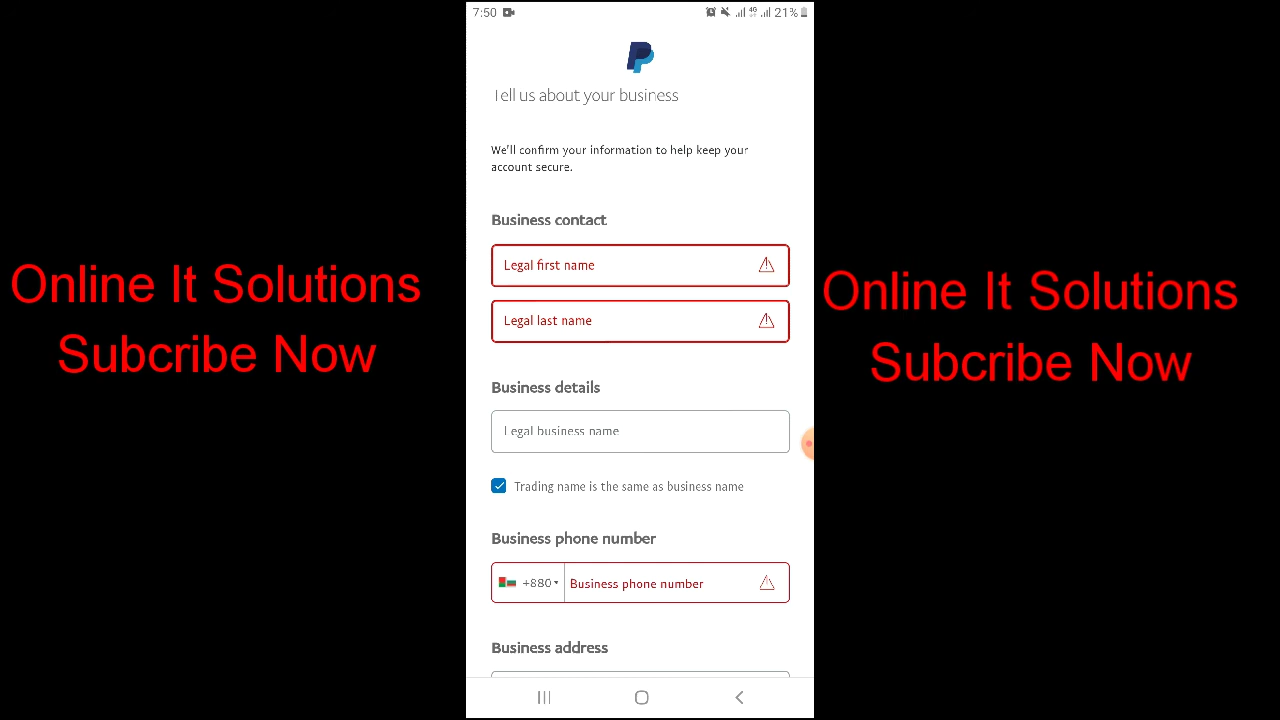 7:50
4G
21%
Tell us about your business
We'll confirm your information to help keep your
account secure.
Business contact
Legal first name
Legal last name
Business details
Legal business name
Trading name is the same as business name
Business phone number
+880
Business phone number
Business address
Online It Solutions
Subcribe Now
Online It Solutions
Subcribe Now